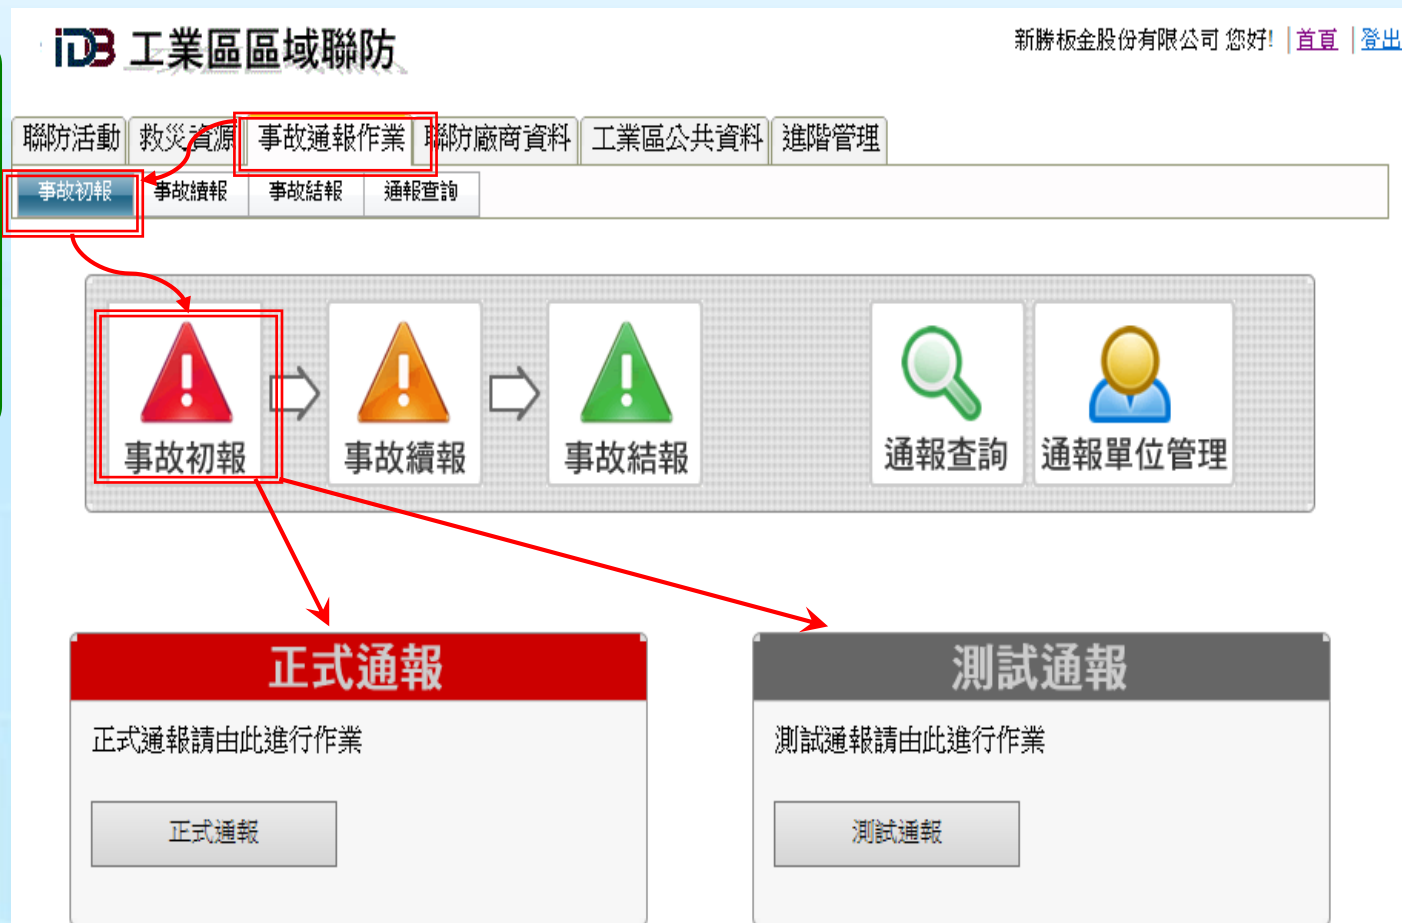 iDB 工業區區域聯防
新勝板金股份有限公司 您好! |首頁 |登出
聯防活動 救災資源 事故通報作業 聯防廠商資料 工業區公共資料 進階管理
事故初報 事故續報 事故結報 通報查詢
事故初報 事故續報 事故結報 通報查詢 通報單位管理
正式通報
正式通報請由此進行作業
正式通報
測試通報
測試通報請由此進行作業
測試通報